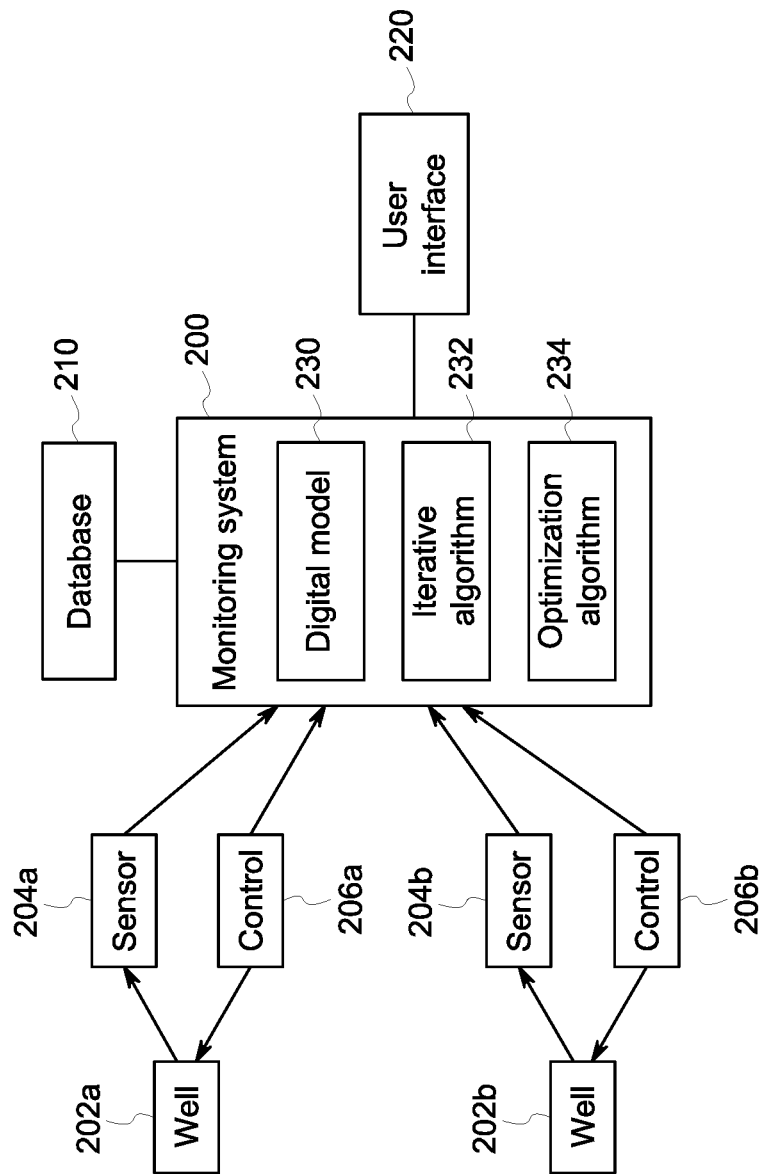 210
Database
200
Monitoring system
230
Digital model
232
Iterative
algorithm
234
Optimization
algorithm
220
User
interface
204a
Sensor
202a
Well
Control
206a
204b
Sensor
202b
Well
Control
206b